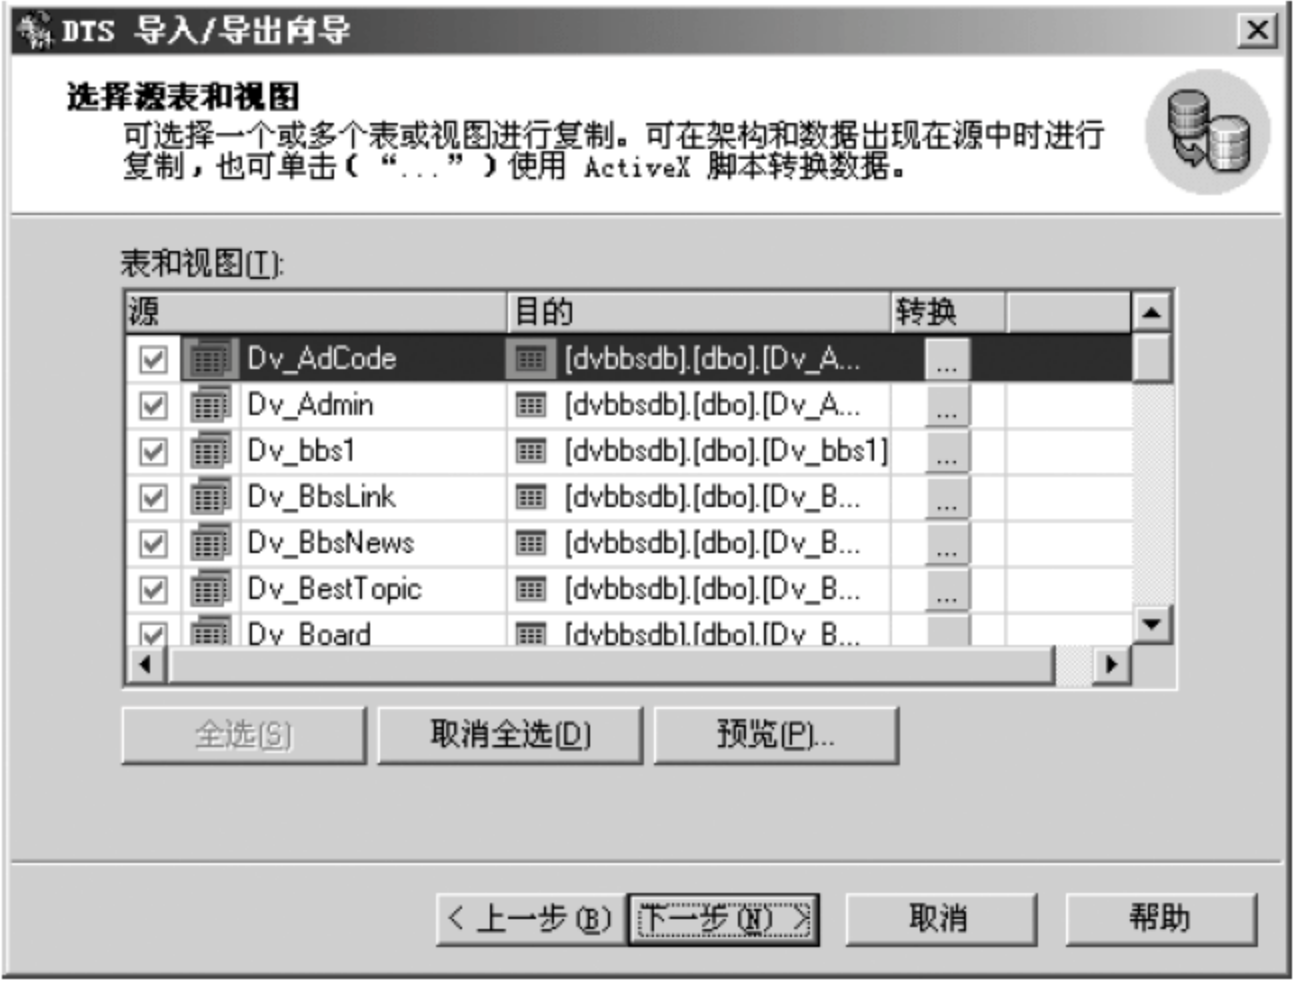 DTS 导入/导出向导
选择源表和视图
可选择一个或多个表或视图进行复制。可在架构和数据出现在源中时进行
复制，也可单击(“...”)使用 ActiveX 脚本转换数据。
表和视图(T):
源 目的 转换
Dv_AdCode [dvbbsdb].[dbo].[Dv_A... ...
Dv_Admin [dvbbsdb].[dbo].[Dv_A... ...
Dv_bbs1 [dvbbsdb].[dbo].[Dv_bbs1] ...
Dv_BbsLink [dvbbsdb].[dbo].[Dv_B... ...
Dv_BbsNews [dvbbsdb].[dbo].[Dv_B... ...
Dv_BestTopic [dvbbsdb].[dbo].[Dv_B... ...
Dv_Board [dvbbsdb].[dbo].[Dv_B...
全选(S) 取消全选(D) 预览(P)...
< 上一步(B) 下一步(N) > 取消 帮助